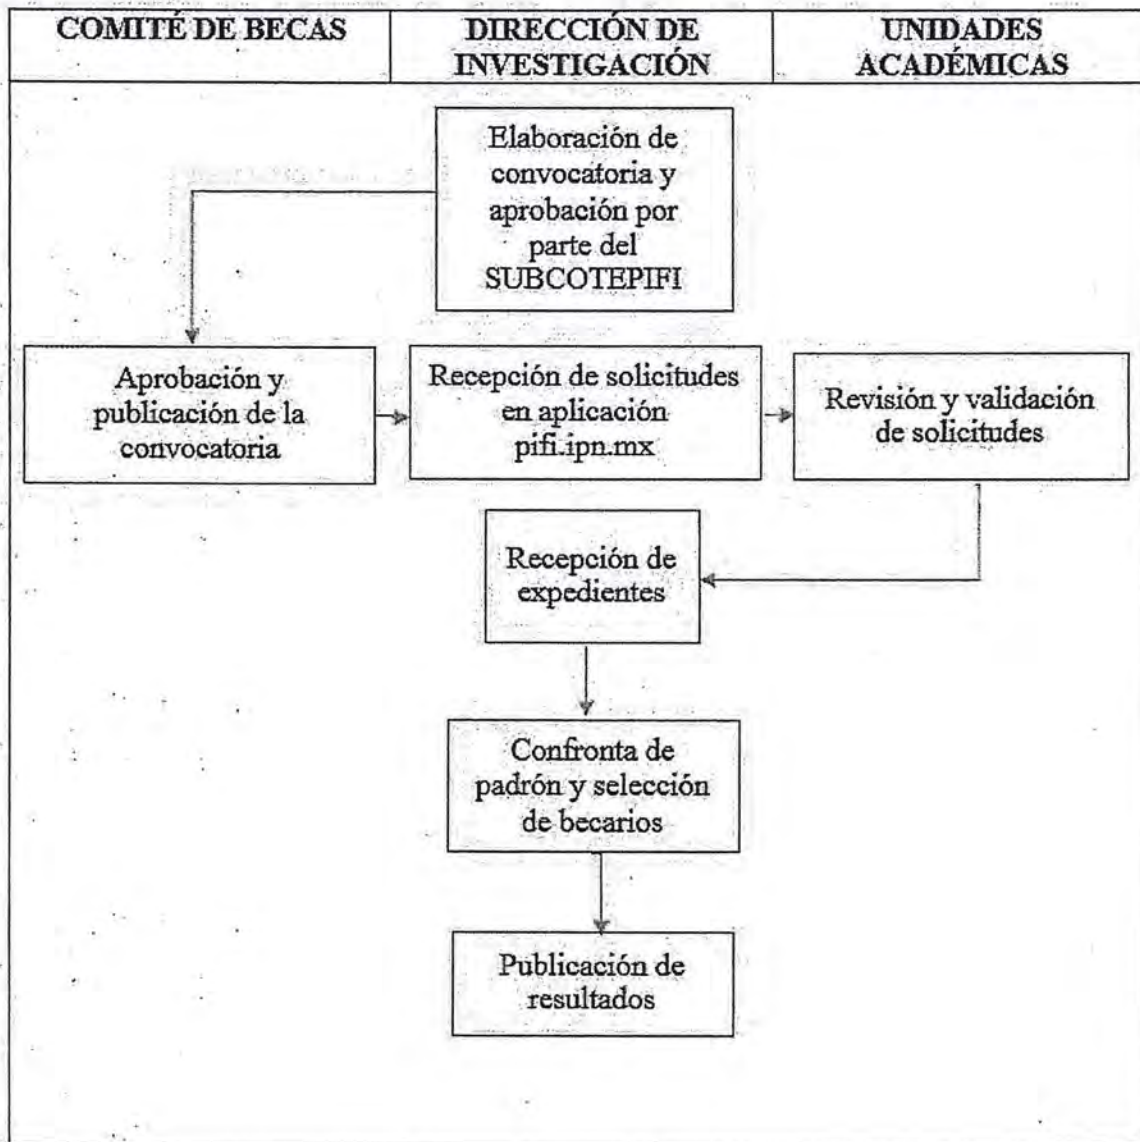 COMITÉ DE BECAS
DIRECCIÓN DE
INVESTIGACIÓN
UNIDADES
ACADÉMICAS
Elaboración de
convocatoria y
aprobación por
parte del
SUBCOTEPIFI
Aprobación y
publicación de la
convocatoria
Recepción de solicitudes
en aplicación
pifi.ipn.mx
Revisión y validación
de solicitudes
Recepción de
expedientes
Confronta de
padrón y selección
de becarios
Publicación de
resultados